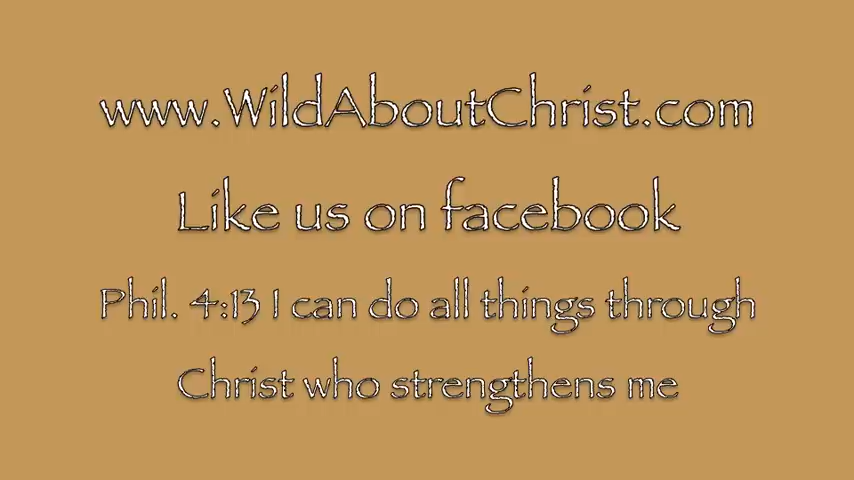 www.WildAboutChrist.com
Like us on facebook
Phil. 4:13 I can do all things through
Christ who strengthens me